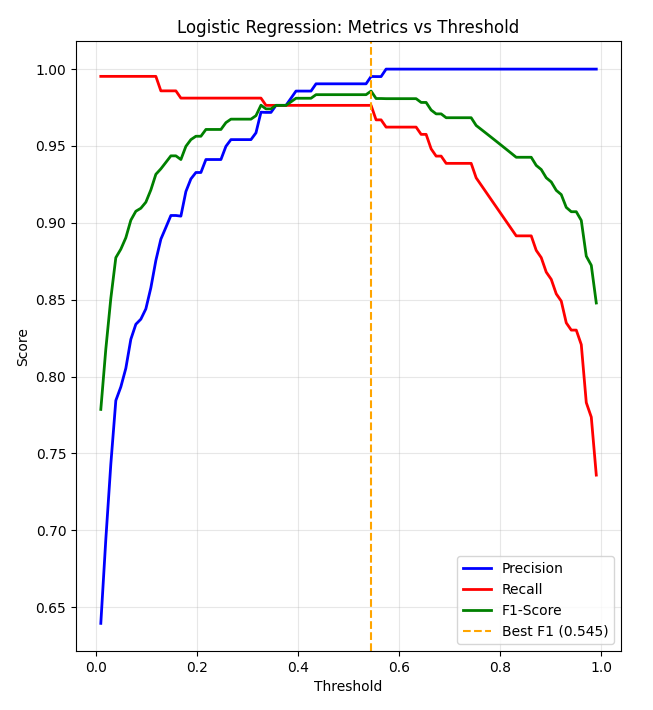 Logistic Regression: Metrics vs Threshold
Score
1.00
0.95
0.90
0.85
0.80
0.75
0.70
0.65
0.0
0.2
0.4
0.6
0.8
1.0
Threshold
Precision
Recall
F1-Score
Best F1 (0.545)